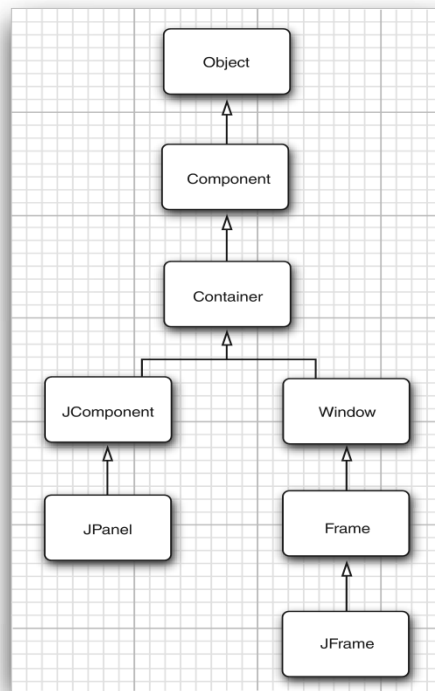 Object
Component
Container
JComponent
Window
JPanel
Frame
JFrame